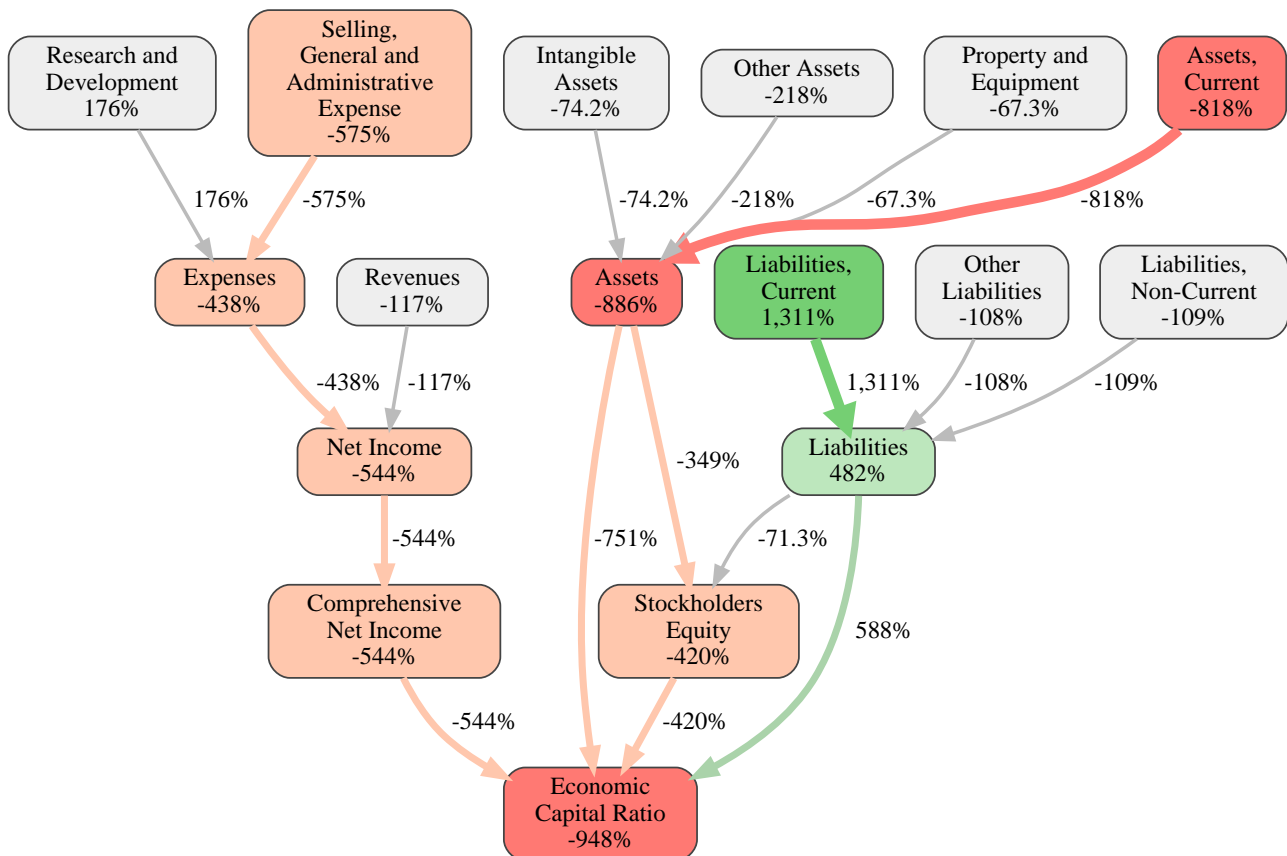 Research and
Development
176%
Selling,
General and
Administrative
Expense
-575%
Intangible
Assets
-74.2%
Other Assets
-218%
Property and
Equipment
-67.3%
Assets,
Current
-818%
176%
-575%
-74.2%
-218%
-67.3%
-818%
Expenses
-438%
Revenues
-117%
Assets
-886%
Liabilities,
Current
1,311%
Other
Liabilities
-108%
Liabilities,
Non-Current
-109%
-438%
-117%
1,311%
-108%
-109%
Net Income
-544%
-349%
Liabilities
482%
-544%
-751%
-71.3%
Comprehensive
Net Income
-544%
Stockholders
Equity
-420%
588%
-544%
-420%
Economic
Capital Ratio
-948%